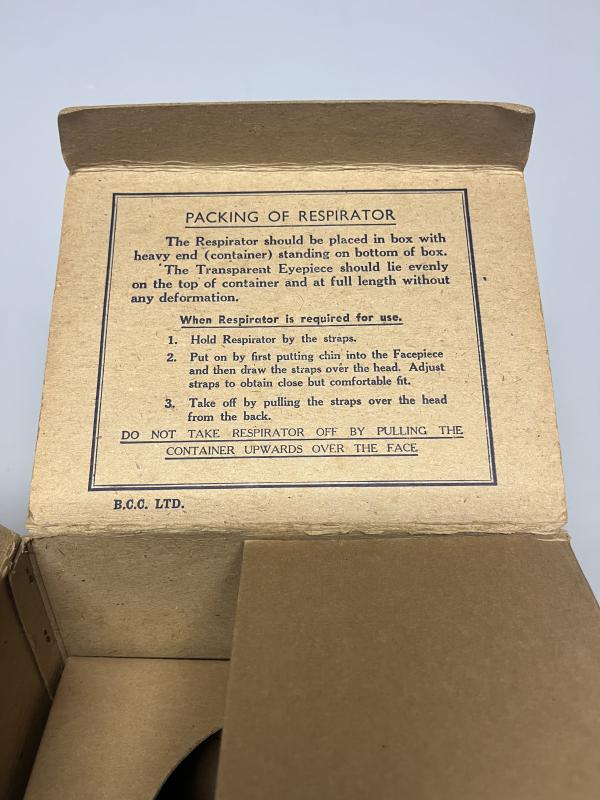 PACKING OF RESPIRATOR
The Respirator should be placed in box with
heavy end (container) standing on bottom of box.
The Transparent Eyepiece should lie evenly
on the top of container and at full length without
any deformation.
When Respirator is required for use.
1. Hold Respirator by the straps.
2. Put on by first putting chin into the Facepiece
and then draw the straps over the head. Adjust
straps to obtain close but comfortable fit.
3. Take off by pulling the straps over the head
from the back.
DO NOT TAKE RESPIRATOR OFF BY PULLING THE
CONTAINER UPWARDS OVER THE FACE
B.C.C. LTD.